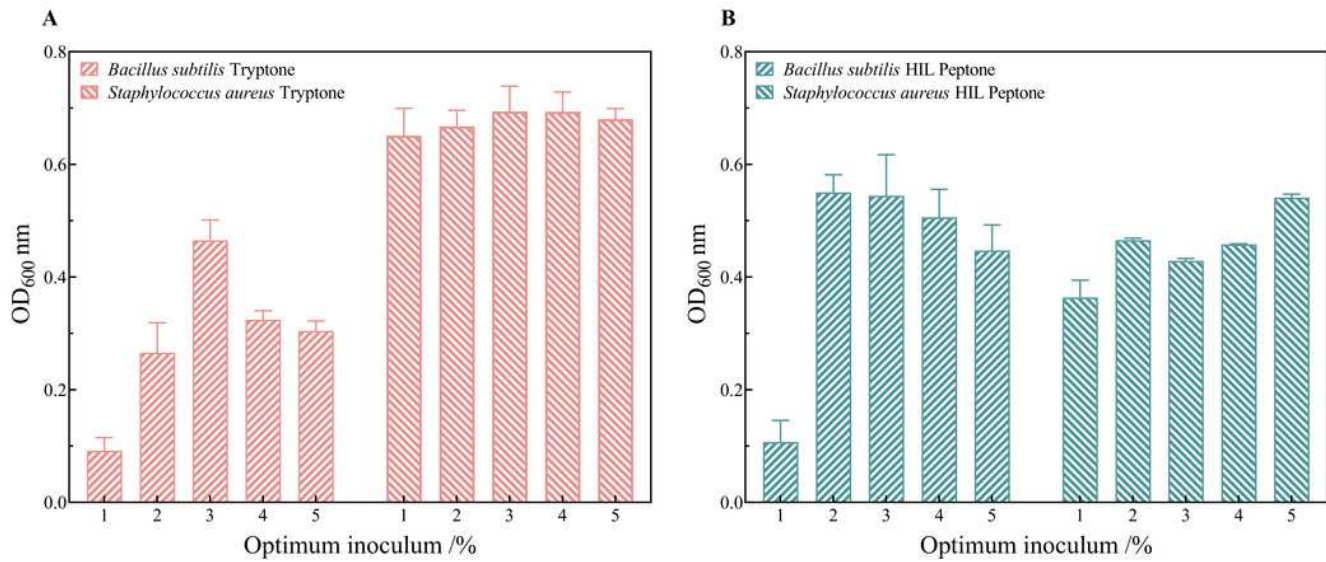 A
0.8
0.6
0.4
0.2
0.0
OD₆₀₀ nm
Bacillus subtilis Tryptone
Staphylococcus aureus Tryptone
1 2 3 4 5 1 2 3 4 5
Optimum inoculum /%
B
0.8
0.6
0.4
0.2
0.0
OD₆₀₀ nm
Bacillus subtilis HIL Peptone
Staphylococcus aureus HIL Peptone
1 2 3 4 5 1 2 3 4 5
Optimum inoculum /%